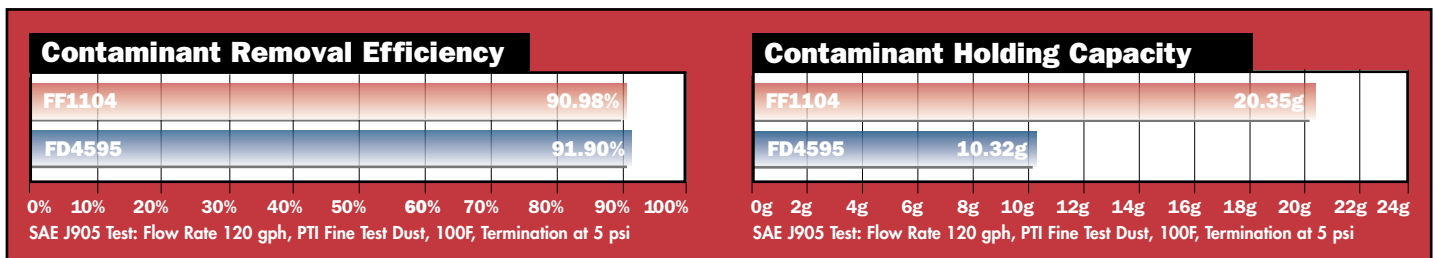 Contaminant Removal Efficiency
FF1104 90.98%
FD4595 91.90%
0% 10% 20% 30% 40% 50% 60% 70% 80% 90% 100%
SAE J905 Test: Flow Rate 120 gph, PTI Fine Test Dust, 100F, Termination at 5 psi
Contaminant Holding Capacity
FF1104 20.35g
FD4595 10.32g
0g 2g 4g 6g 8g 10g 12g 14g 16g 18g 20g 22g 24g
SAE J905 Test: Flow Rate 120 gph, PTI Fine Test Dust, 100F, Termination at 5 psi